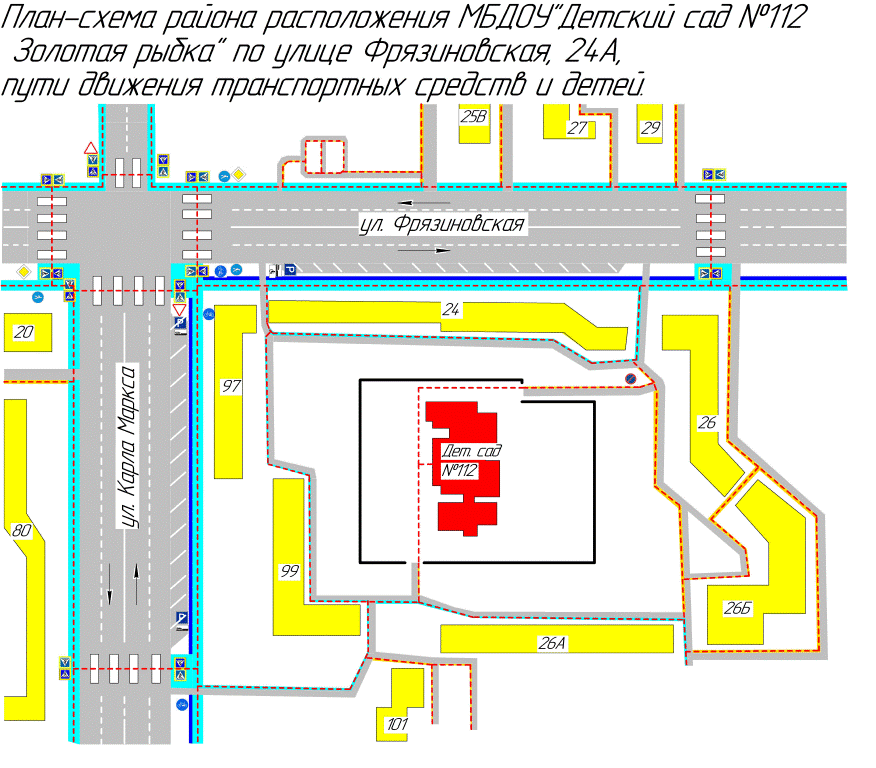 План-схема района расположения МБДОУ"Детский сад №112
Золотая рыбка" по улице Фрязиновская, 24А,
пути движения транспортных средств и детей.
25В
27
29
ул. Фрязиновская
24
20
97
ул. Карла Маркса
26
Дет. сад
№112
80
99
26Б
26А
101
P
P
P